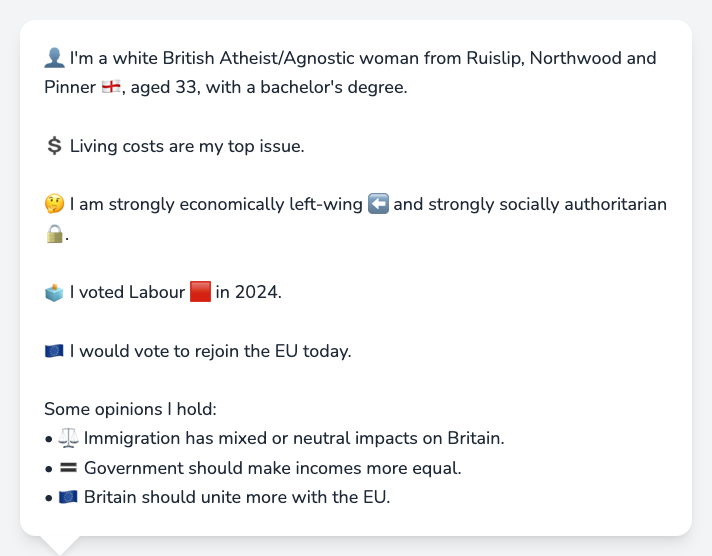 👤 I'm a white British Atheist/Agnostic woman from Ruislip, Northwood and
Pinner 🏴󠁧󠁢󠁥󠁮󠁧󠁿, aged 33, with a bachelor's degree.
💲 Living costs are my top issue.
🤔 I am strongly economically left-wing ⬅️ and strongly socially authoritarian
🔒.
🗳️ I voted Labour 🟥 in 2024.
🇪🇺 I would vote to rejoin the EU today.
Some opinions I hold:
• ⚖️ Immigration has mixed or neutral impacts on Britain.
• 🟰 Government should make incomes more equal.
• 🇪🇺 Britain should unite more with the EU.